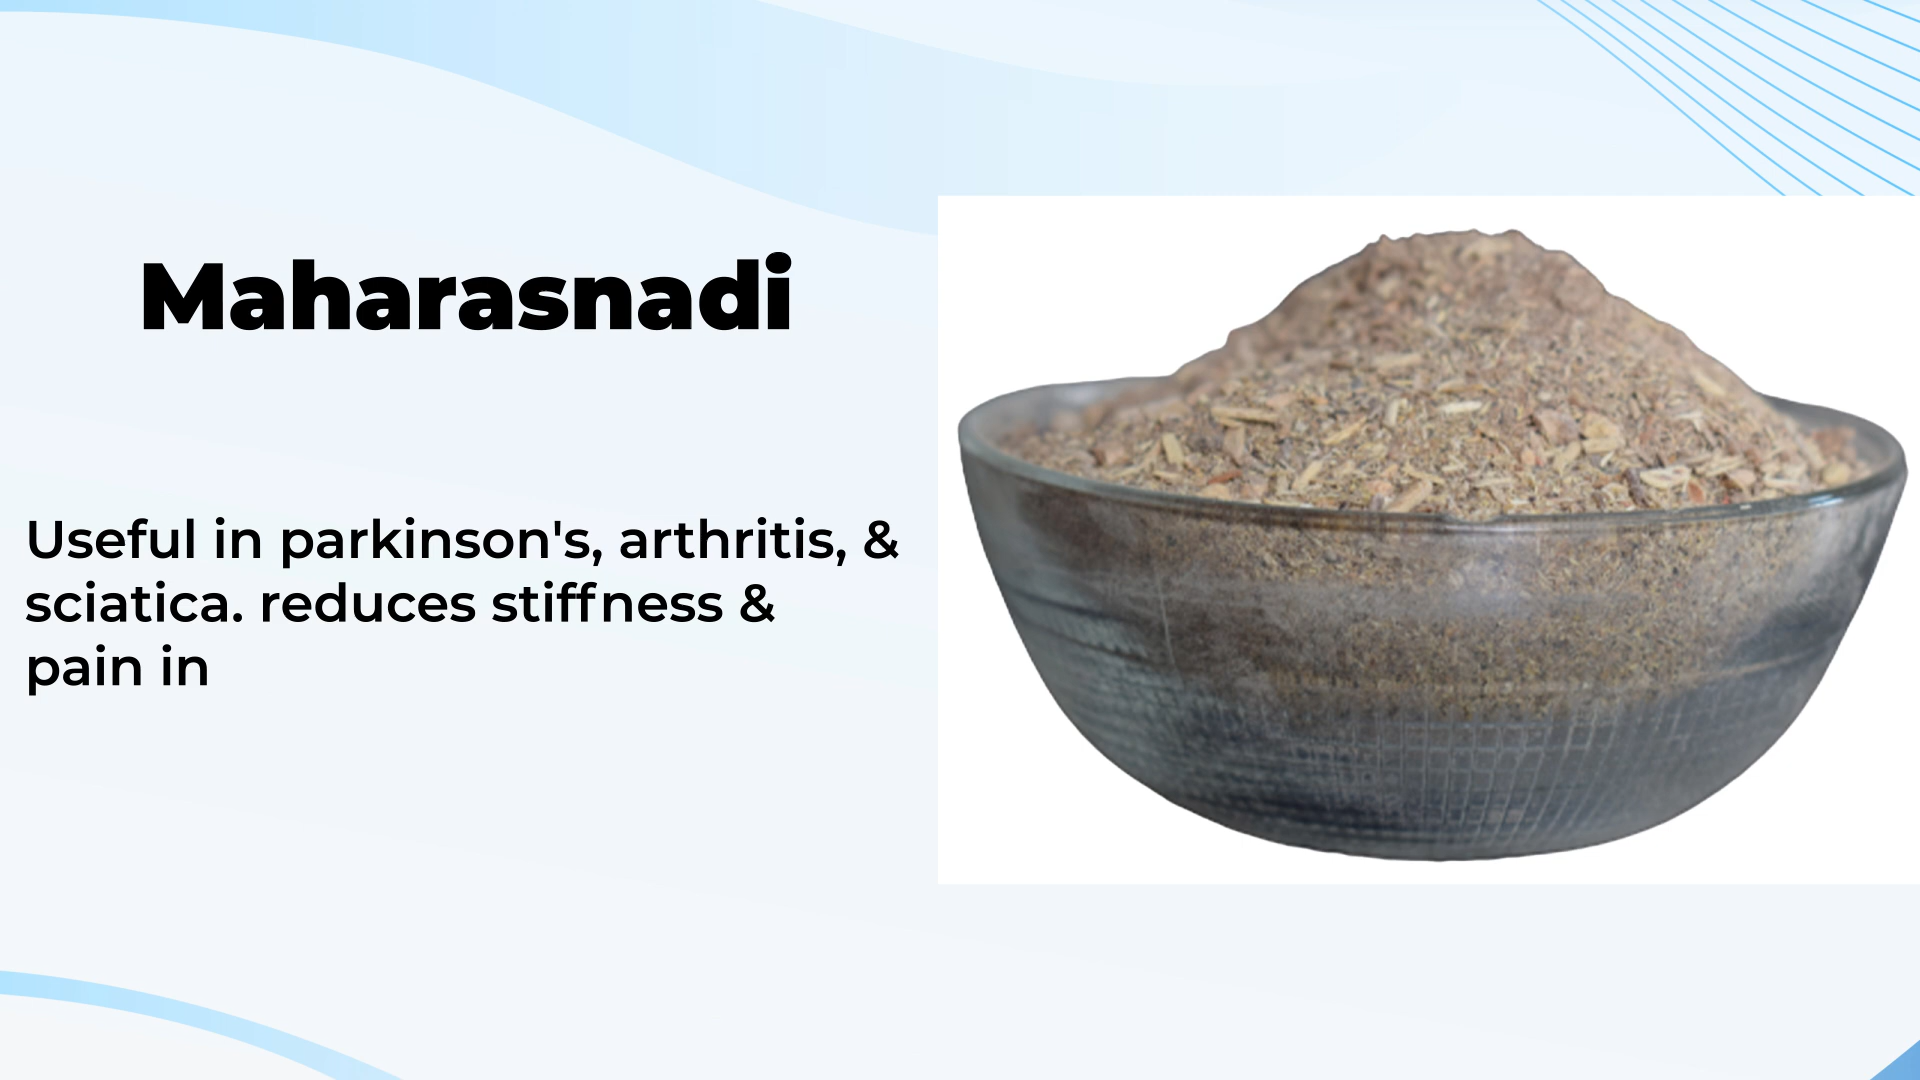 Maharasnadi
Useful in parkinson's, arthritis, &
sciatica. reduces stiffness &
pain in